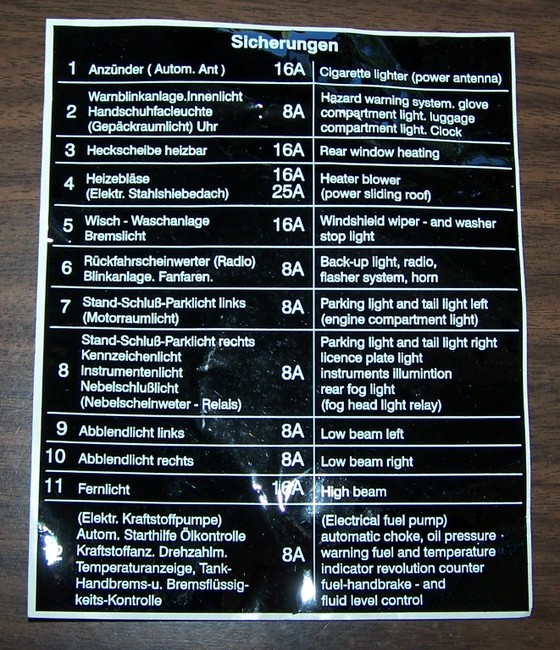 Sicherungen
1 Anzünder ( Autom. Ant ) 16A Cigarette lighter (power antenna)
2 Warnblinkanlage.Innenlicht
Handschuhfacleuchte
(Gepäckraumlicht) Uhr
8A
Hazard warning system. glove
compartment light. luggage
compartment light. Clock
3 Heckscheibe heizbar 16A Rear window heating
4 Heizebläse
(Elektr. Stahlshiebedach)
16A
25A
Heater blower
(power sliding roof)
5 Wisch - Waschanlage
Bremslicht
16A
Windshield wiper - and washer
stop light
6 Rückfahrscheinwerter (Radio)
Blinkanlage. Fanfaren.
8A
Back-up light, radio,
flasher system, horn
7 Stand-Schluß-Parklicht links
(Motorraumlicht)
8A
Parking light and tail light left
(engine compartment light)
8 Stand-Schluß-Parklicht rechts
Kennzeichenlicht
Instrumentenlicht
Nebelschlußlicht
(Nebelscheinweter - Relais)
8A
Parking light and tail light right
licence plate light
instruments illumintion
rear fog light
(fog head light relay)
9 Abblendlicht links 8A Low beam left
10 Abblendlicht rechts 8A Low beam right
11 Fernlicht 16A High beam
(Elektr. Kraftstoffpumpe)
Autom. Starthilfe Ölkontrolle
Kraftstoffanz. Drehzahlm.
Temperaturanzeige, Tank-
Handbrems-u. Bremsflüssig-
keits-Kontrolle
8A
(Electrical fuel pump)
automatic choke, oil pressure
warning fuel and temperature
indicator revolution counter
fuel-handbrake - and
fluid level control